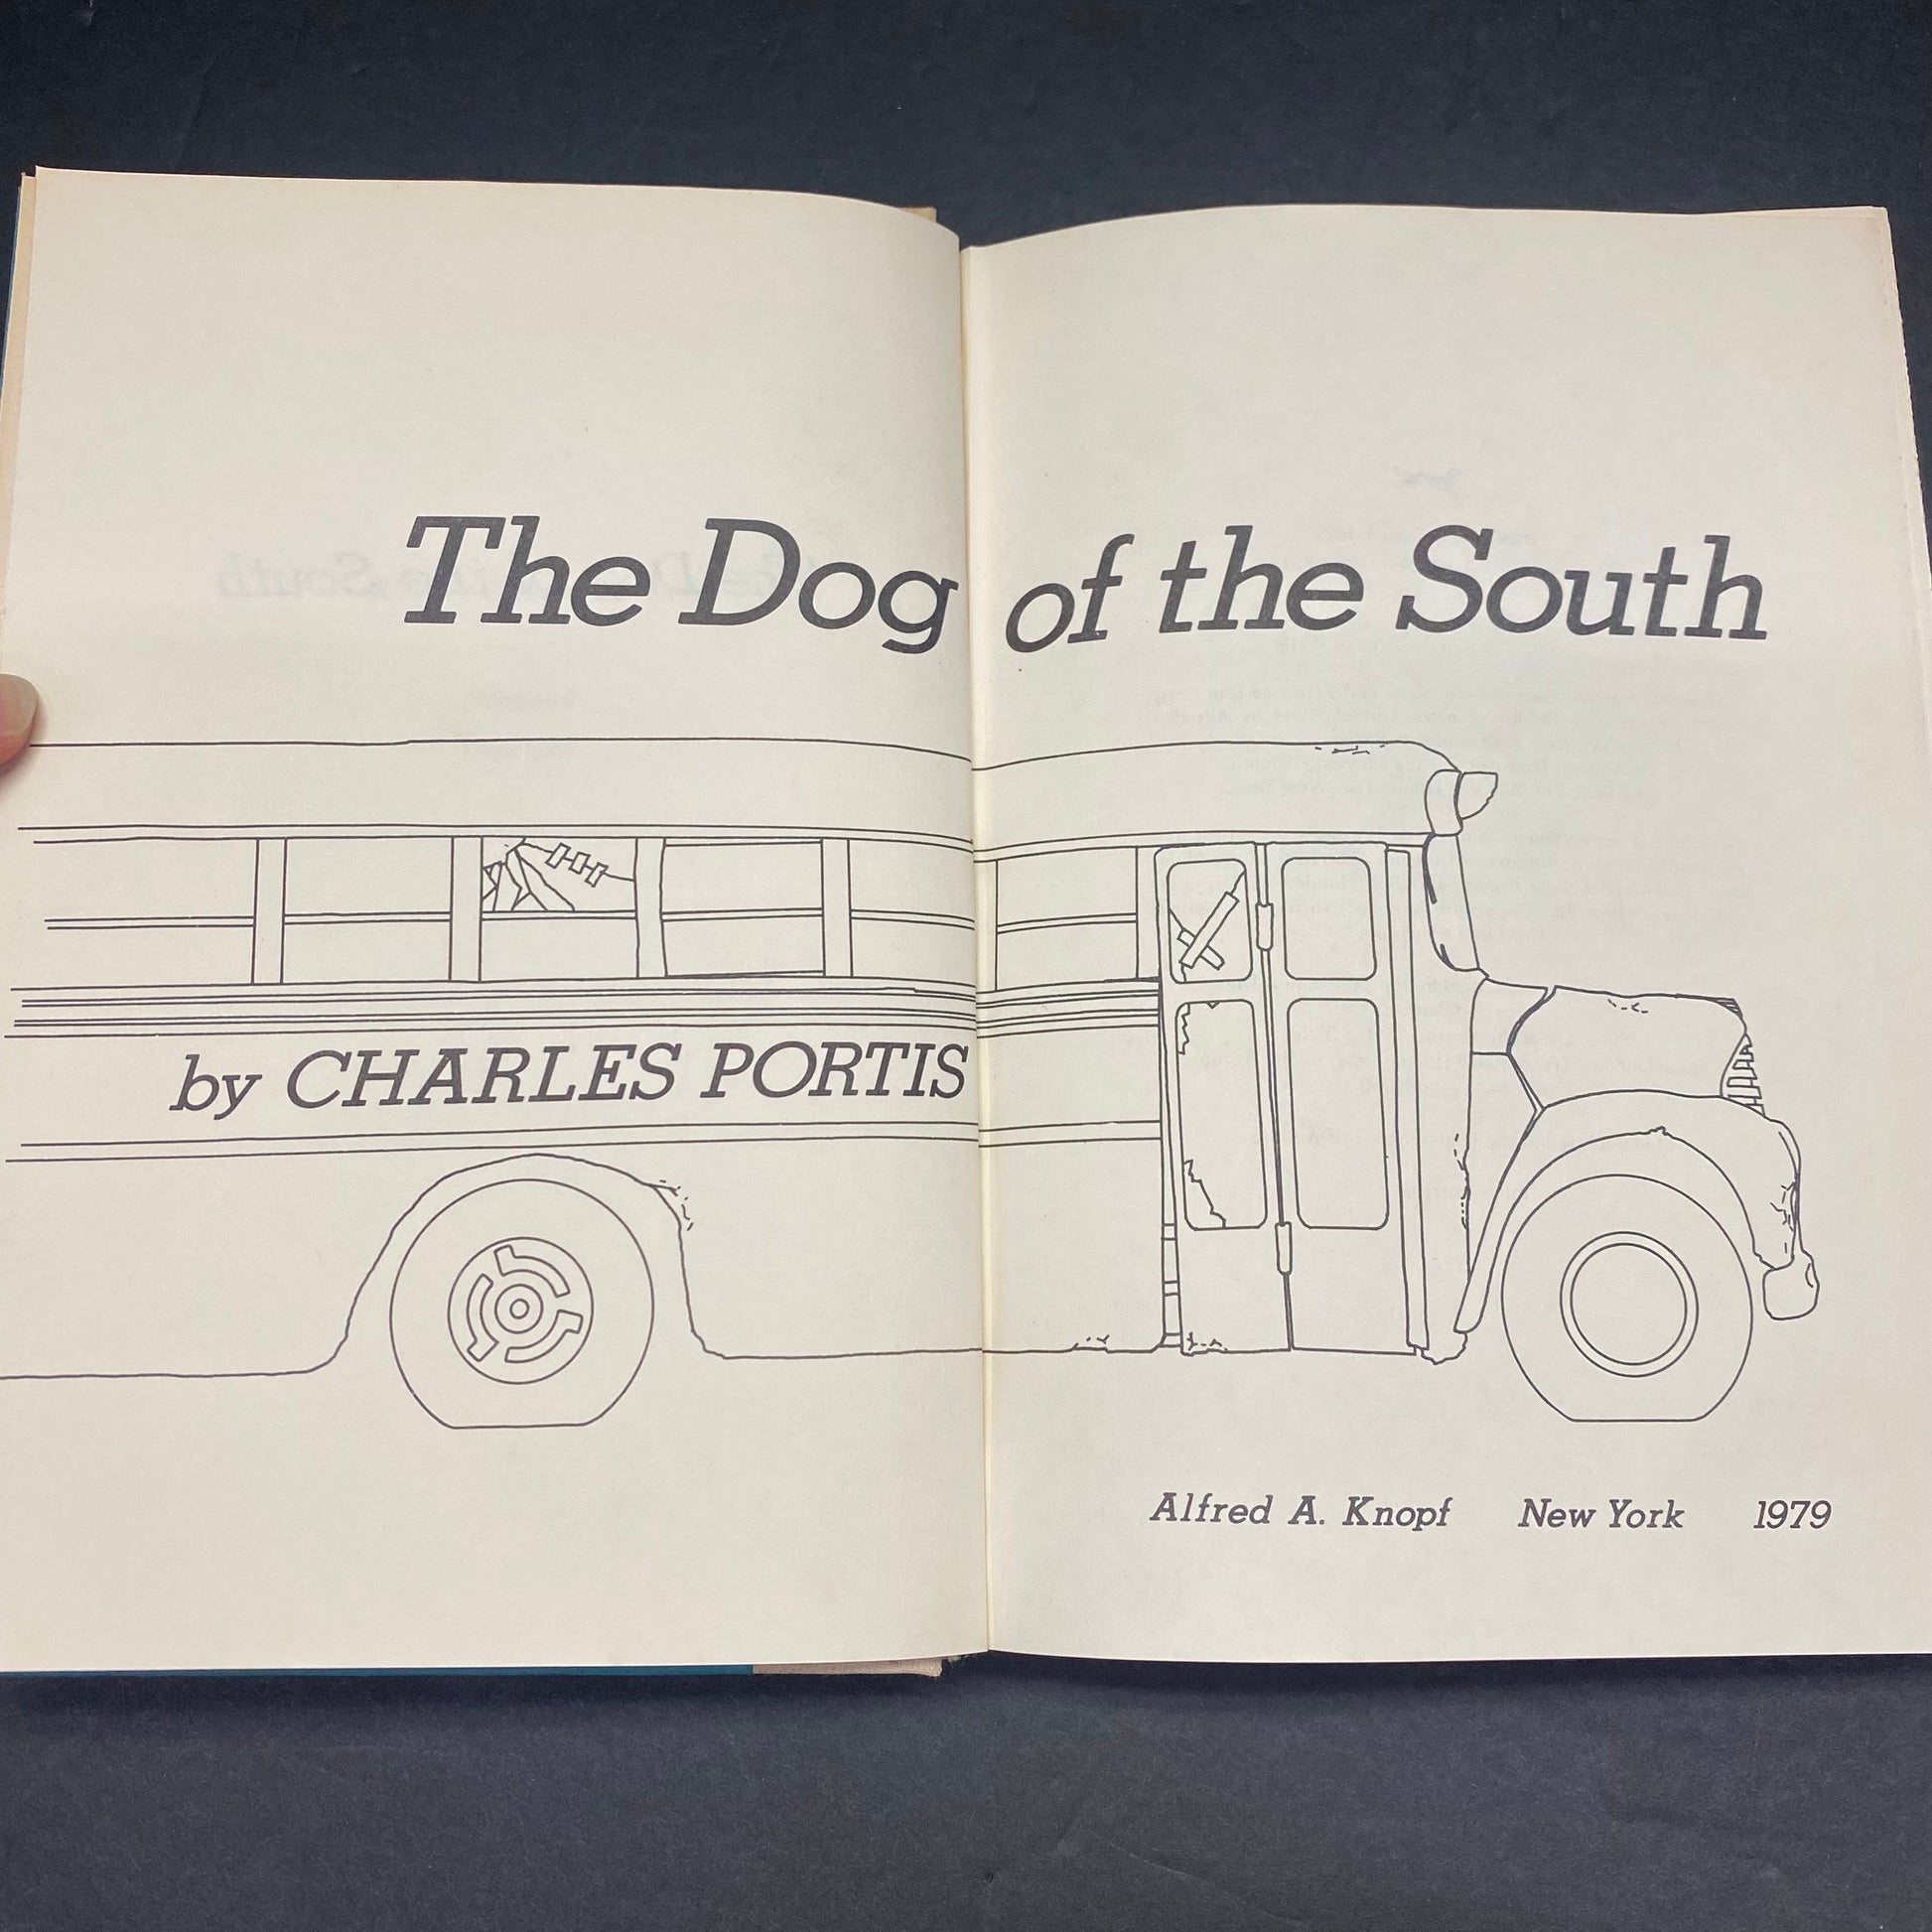 The Dog of the South
by CHARLES PORTIS
Alfred A. Knopf New York 1979